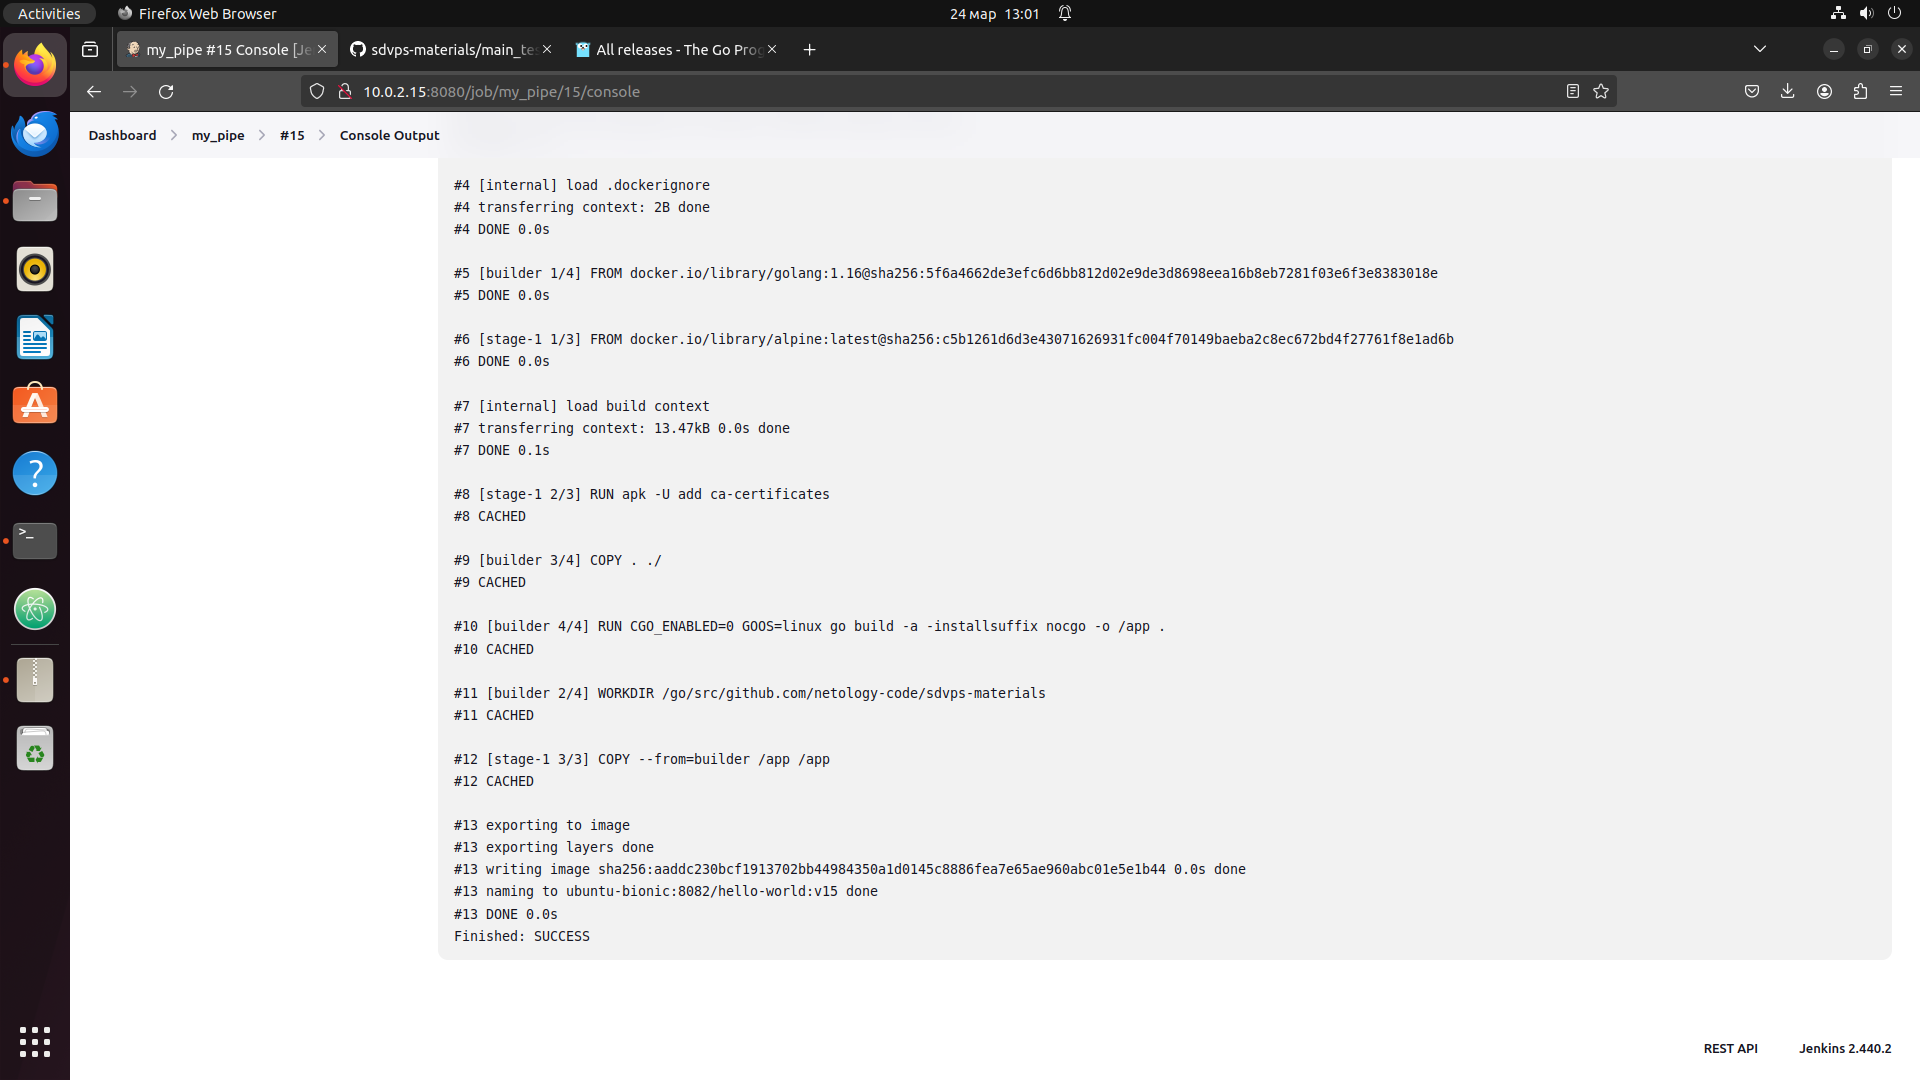 Activities
Firefox Web Browser
24 мар 13:01
my_pipe #15 Console [Je
sdvps-materials/main_tes
All releases - The Go Prog
10.0.2.15:8080/job/my_pipe/15/console
Dashboard
my_pipe
#15
Console Output
#4 [internal] load .dockerignore
#4 transferring context: 2B done
#4 DONE 0.0s
#5 [builder 1/4] FROM docker.io/library/golang:1.16@sha256:5f6a4662de3efc6d6bb812d02e9de3d8698eea16b8eb7281f03e6f3e8383018e
#5 DONE 0.0s
#6 [stage-1 1/3] FROM docker.io/library/alpine:latest@sha256:c5b1261d6d3e43071626931fc004f70149baeba2c8ec672bd4f27761f8e1ad6b
#6 DONE 0.0s
#7 [internal] load build context
#7 transferring context: 13.47kB 0.0s done
#7 DONE 0.1s
#8 [stage-1 2/3] RUN apk -U add ca-certificates
#8 CACHED
#9 [builder 3/4] COPY . ./
#9 CACHED
#10 [builder 4/4] RUN CGO_ENABLED=0 GOOS=linux go build -a -installsuffix nocgo -o /app .
#10 CACHED
#11 [builder 2/4] WORKDIR /go/src/github.com/netology-code/sdvps-materials
#11 CACHED
#12 [stage-1 3/3] COPY --from=builder /app /app
#12 CACHED
#13 exporting to image
#13 exporting layers done
#13 writing image sha256:aaddc230bcf1913702bb44984350a1d0145c8886fea7e65ae960abc01e5e1b44 0.0s done
#13 naming to ubuntu-bionic:8082/hello-world:v15 done
#13 DONE 0.0s
Finished: SUCCESS
REST API
Jenkins 2.440.2